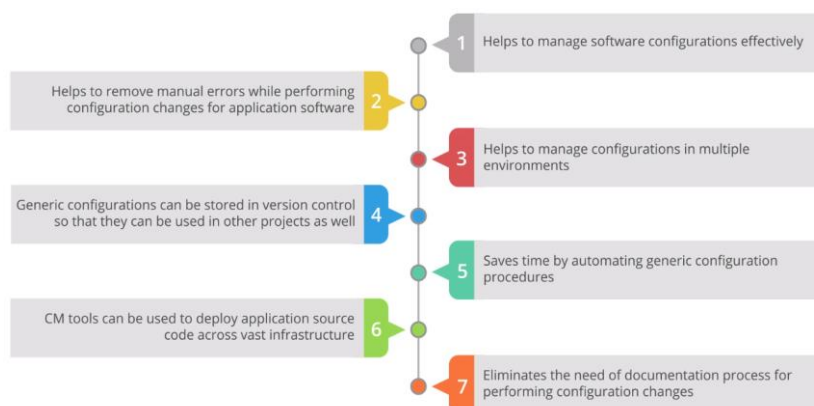 1
Helps to manage software configurations effectively
Helps to remove manual errors while performing
configuration changes for application software
2
3
Helps to manage configurations in multiple
environments
Generic configurations can be stored in version control
so that they can be used in other projects as well
4
5
Saves time by automating generic configuration
procedures
CM tools can be used to deploy application source
code across vast infrastructure
6
7
Eliminates the need of documentation process for
performing configuration changes